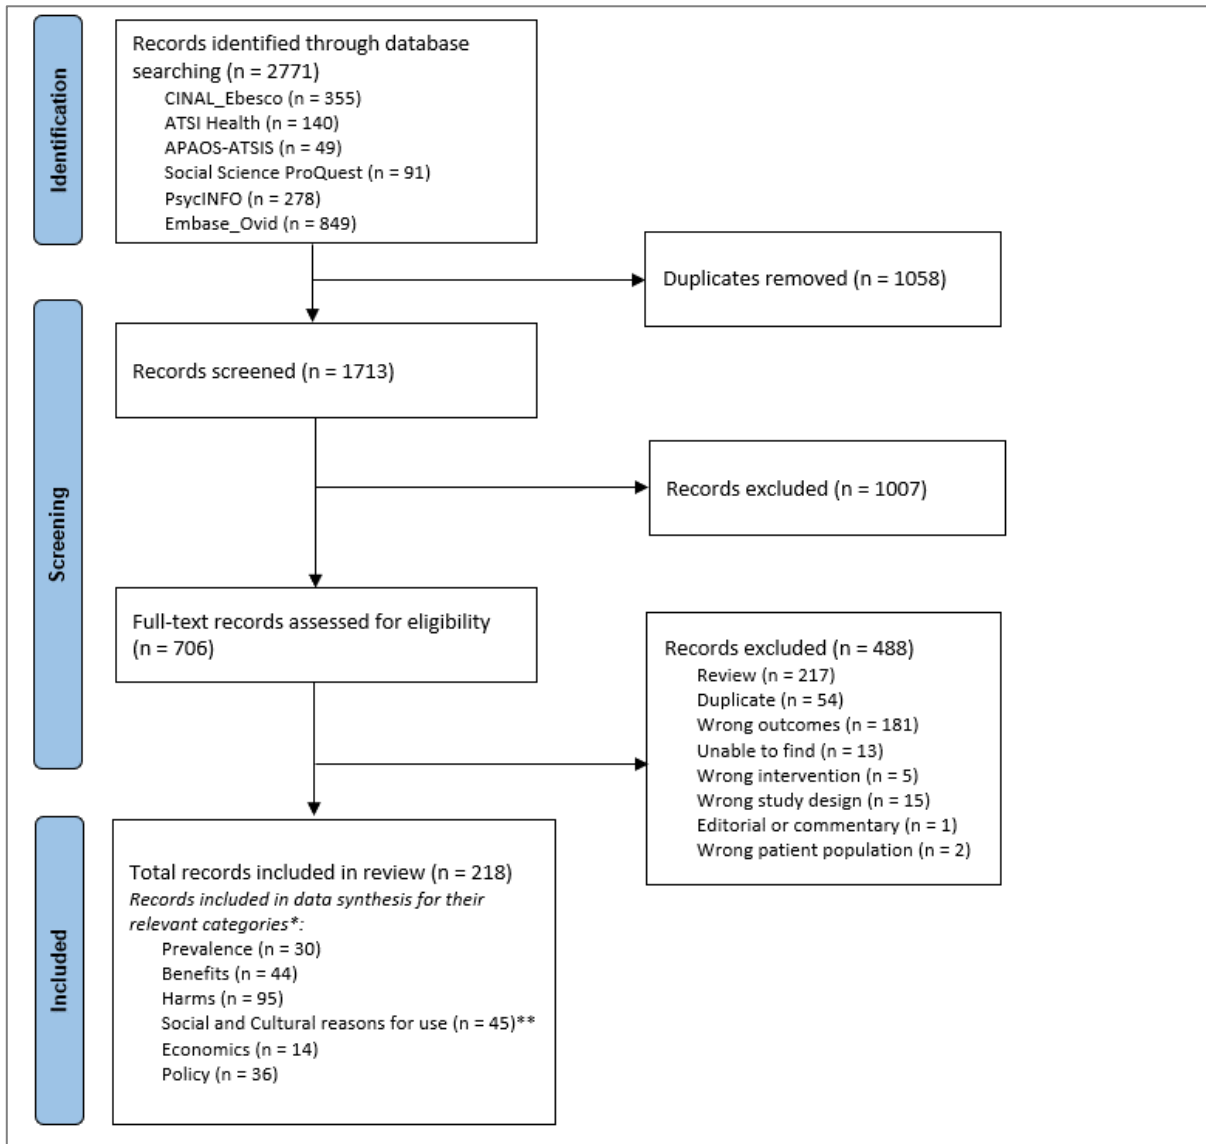 Identification
Records identified through database
searching (n = 2771)
CINAL_Ebesco (n = 355)
ATSI Health (n = 140)
APAOS-ATSIS (n = 49)
Social Science ProQuest (n = 91)
PsycINFO (n = 278)
Embase_Ovid (n = 849)
Duplicates removed (n = 1058)
Screening
Records screened (n = 1713)
Records excluded (n = 1007)
Full-text records assessed for eligibility
(n = 706)
Records excluded (n = 488)
Review (n = 217)
Duplicate (n = 54)
Wrong outcomes (n = 181)
Unable to find (n = 13)
Wrong intervention (n = 5)
Wrong study design (n = 15)
Editorial or commentary (n = 1)
Wrong patient population (n = 2)
Included
Total records included in review (n = 218)
Records included in data synthesis for their
relevant categories*:
Prevalence (n = 30)
Benefits (n = 44)
Harms (n = 95)
Social and Cultural reasons for use (n = 45)**
Economics (n = 14)
Policy (n = 36)